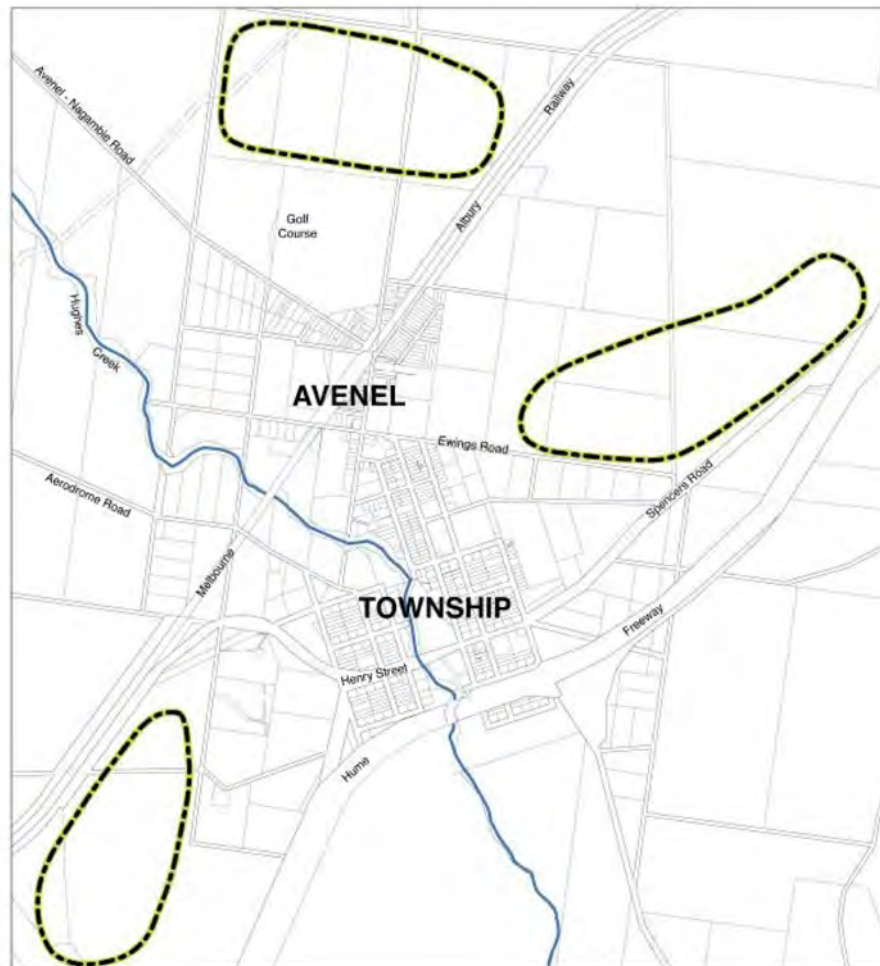 Avenel - Nagambie Road
Railway
Albury
Golf
Course
Hughes
Creek
AVENEL
Ewings Road
Aerodrome Road
Spencers Road
Melbourne
TOWNSHIP
Freeway
Henry Street
Hume